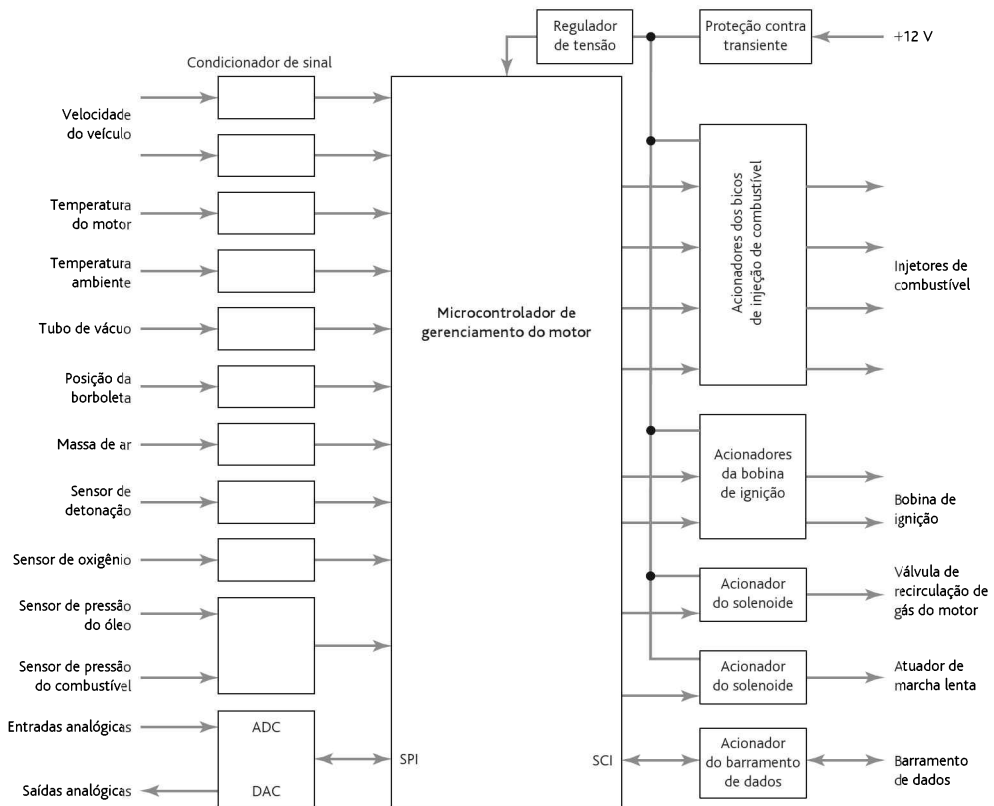 Regulador
de tensão
Proteção contra
transiente
+12 V
Condicionador de sinal
Velocidade
do veículo
Temperatura
do motor
Temperatura
ambiente
Tubo de vácuo
Posição da
borboleta
Massa de ar
Sensor de
detonação
Sensor de oxigênio
Sensor de pressão
do óleo
Sensor de pressão
do combustível
Entradas analógicas
Saídas analógicas
ADC
DAC
SPI
Microcontrolador de
gerenciamento do motor
SCI
Acionadores dos bicos
de injeção de combustível
Injetores de
combustível
Acionadores
da bobina
de ignição
Bobina de
ignição
Acionador
do solenoide
Válvula de
recirculação de
gás do motor
Acionador
do solenoide
Atuador de
marcha lenta
Acionador
do barramento
de dados
Barramento
de dados